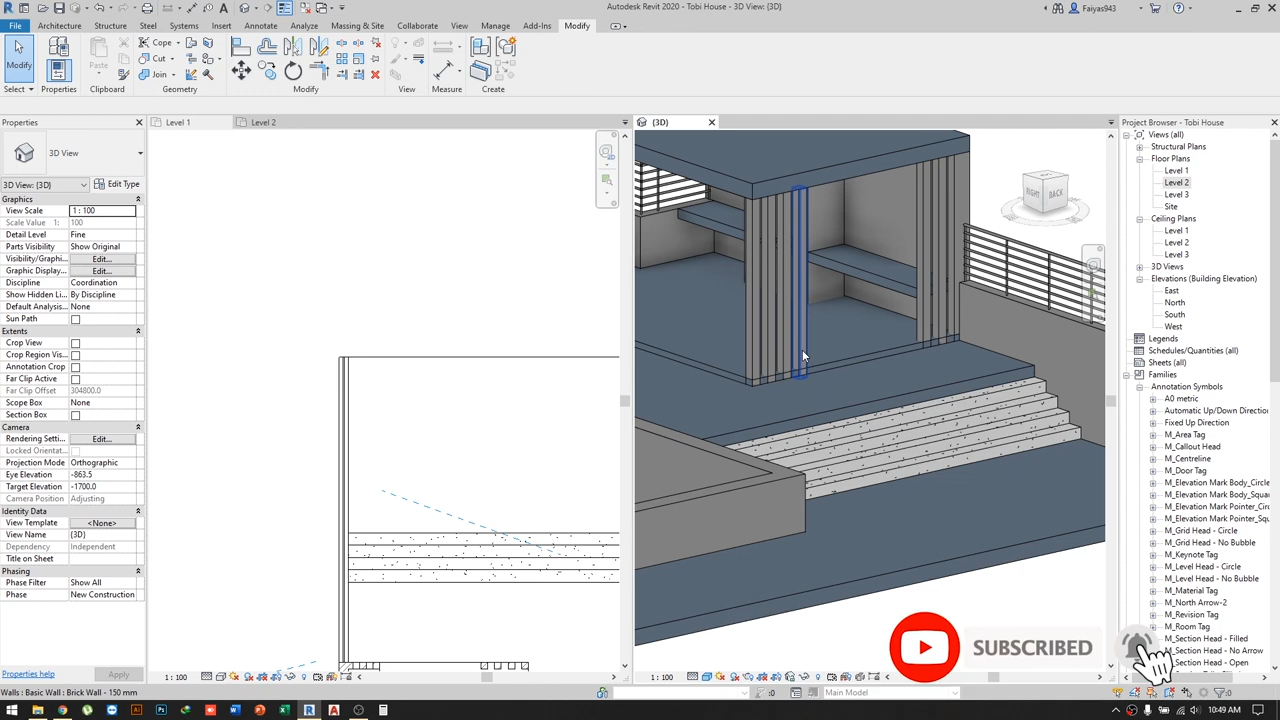 Autodesk Revit 2020 - Tobi House - 3D View: {3D}
Faiyas943
File Architecture Structure Steel Systems Insert Annotate Analyze Massing & Site Collaborate View Manage Add-Ins Modify
Modify
Paste
Cope
Cut
Join
Select Properties Clipboard Geometry Modify View Measure Create
Properties
Level 1
Level 2
{3D}
Project Browser - Tobi House
3D View
3D View: {3D} Edit Type
Graphics
View Scale 1 : 100
Scale Value 1: 100
Detail Level Fine
Parts Visibility Show Original
Visibility/Graphi... Edit...
Graphic Display... Edit...
Discipline Coordination
Show Hidden Li... By Discipline
Default Analysis... None
Sun Path
Extents
Crop View
Crop Region Vis...
Annotation Crop
Far Clip Active
Far Clip Offset 304800.0
Scope Box None
Section Box
Camera
Rendering Setti... Edit...
Locked Orientat...
Projection Mode Orthographic
Eye Elevation -863.5
Target Elevation -1700.0
Camera Position Adjusting
Identity Data
View Template <None>
View Name {3D}
Dependency Independent
Title on Sheet
Phasing
Phase Filter Show All
Phase New Construction
Properties help Apply
RIGHT BACK
Views (all)
Structural Plans
Floor Plans
Level 1
Level 2
Level 3
Site
Ceiling Plans
Level 1
Level 2
Level 3
3D Views
Elevations (Building Elevation)
East
North
South
West
Legends
Schedules/Quantities (all)
Sheets (all)
Families
Annotation Symbols
A0 metric
Automatic Up/Down Directio
Fixed Up Direction
M_Area Tag
M_Callout Head
M_Centreline
M_Door Tag
M_Elevation Mark Body_Circle
M_Elevation Mark Body_Squa
M_Elevation Mark Pointer_Cir
M_Elevation Mark Pointer_Squ
M_Grid Head - Circle
M_Grid Head - No Bubble
M_Keynote Tag
M_Level Head - Circle
M_Level Head - No Bubble
M_Material Tag
M_North Arrow-2
M_Revision Tag
M_Room Tag
M_Section Head - Filled
M_Section Head - No Arrow
M_Section Head - Open
SUBSCRIBED
1 : 100
1 : 100
Walls : Basic Wall : Brick Wall - 150 mm
:0
Main Model
:0
10:49 AM